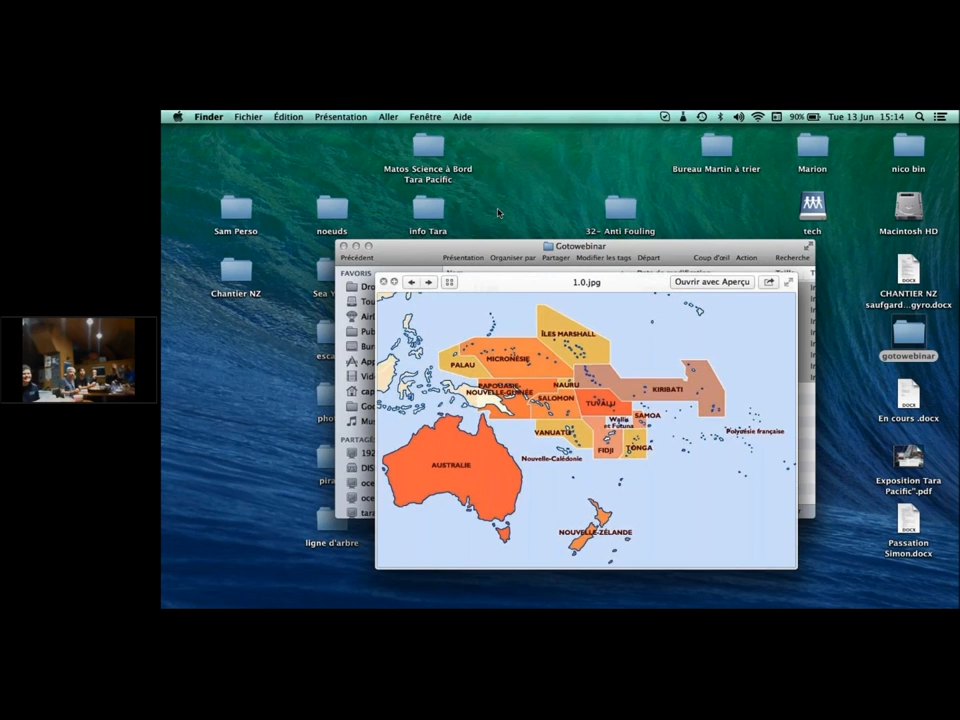 Finder Fichier Édition Présentation Aller Fenêtre Aide 90% Tue 13 Jun 15:14
Matos Science à Bord
Tara Pacific
Bureau Martin à trier
Marion
nico bin
Sam Perso
noeuds
info Tara
32- Anti Fouling
tech
Macintosh HD
Gotowebinar
Précédent Présentation Organiser par Partager Modifier les tags Départ Coup d'œil Action Recherche
FAVORIS
1.0.jpg
Ouvrir avec Aperçu
Chantier NZ
CHANTIER NZ
saufgard...gyro.docx
gotowebinar
DOCX
En cours .docx
Exposition Tara
Pacific".pdf
DOCX
Passation
Simon.docx
ligne d'arbre
ÎLES MARSHALL
MICRONÉSIE
PALAU
PAPOUASIE-
NOUVELLE-GUINÉE
NAURU
KIRIBATI
SALOMON
TUVALU
SAMOA
Wallis
et Futuna
VANUATU
Polynésie française
TONGA
FIDJI
Nouvelle-Calédonie
AUSTRALIE
NOUVELLE-ZÉLANDE